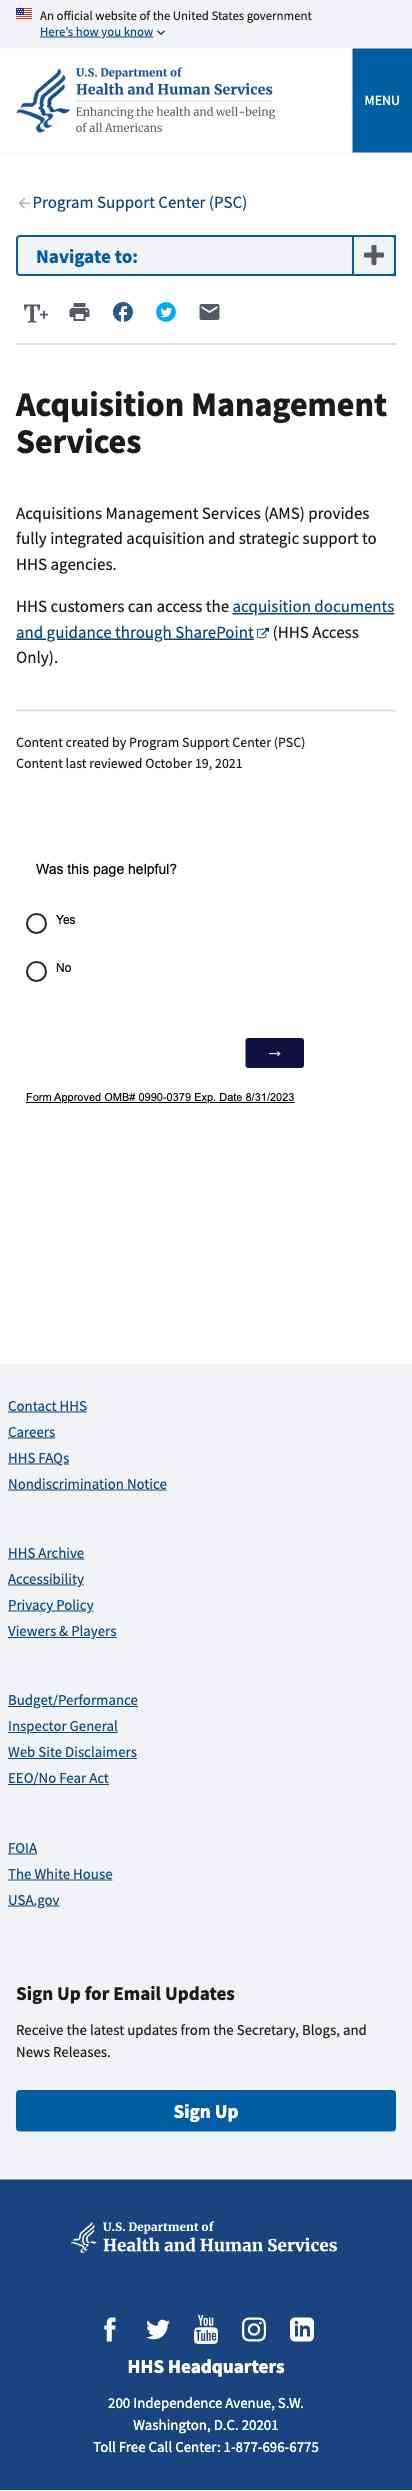 An official website of the United States government
Here's how you know
U.S. Department of
Health and Human Services
Enhancing the health and well-being
of all Americans
MENU
Program Support Center (PSC)
Navigate to:
T+
Acquisition Management
Services
Acquisitions Management Services (AMS) provides
fully integrated acquisition and strategic support to
HHS agencies.
HHS customers can access the acquisition documents
and guidance through SharePoint (HHS Access
Only).
Content created by Program Support Center (PSC)
Content last reviewed October 19, 2021
Was this page helpful?
Yes
No
→
Form Approved OMB# 0990-0379 Exp. Date 8/31/2023
Contact HHS
Careers
HHS FAQs
Nondiscrimination Notice
HHS Archive
Accessibility
Privacy Policy
Viewers & Players
Budget/Performance
Inspector General
Web Site Disclaimers
EEO/No Fear Act
FOIA
The White House
USA.gov
Sign Up for Email Updates
Receive the latest updates from the Secretary, Blogs, and
News Releases.
Sign Up
U.S. Department of
Health and Human Services
You
Tube
HHS Headquarters
200 Independence Avenue, S.W.
Washington, D.C. 20201
Toll Free Call Center: 1-877-696-6775